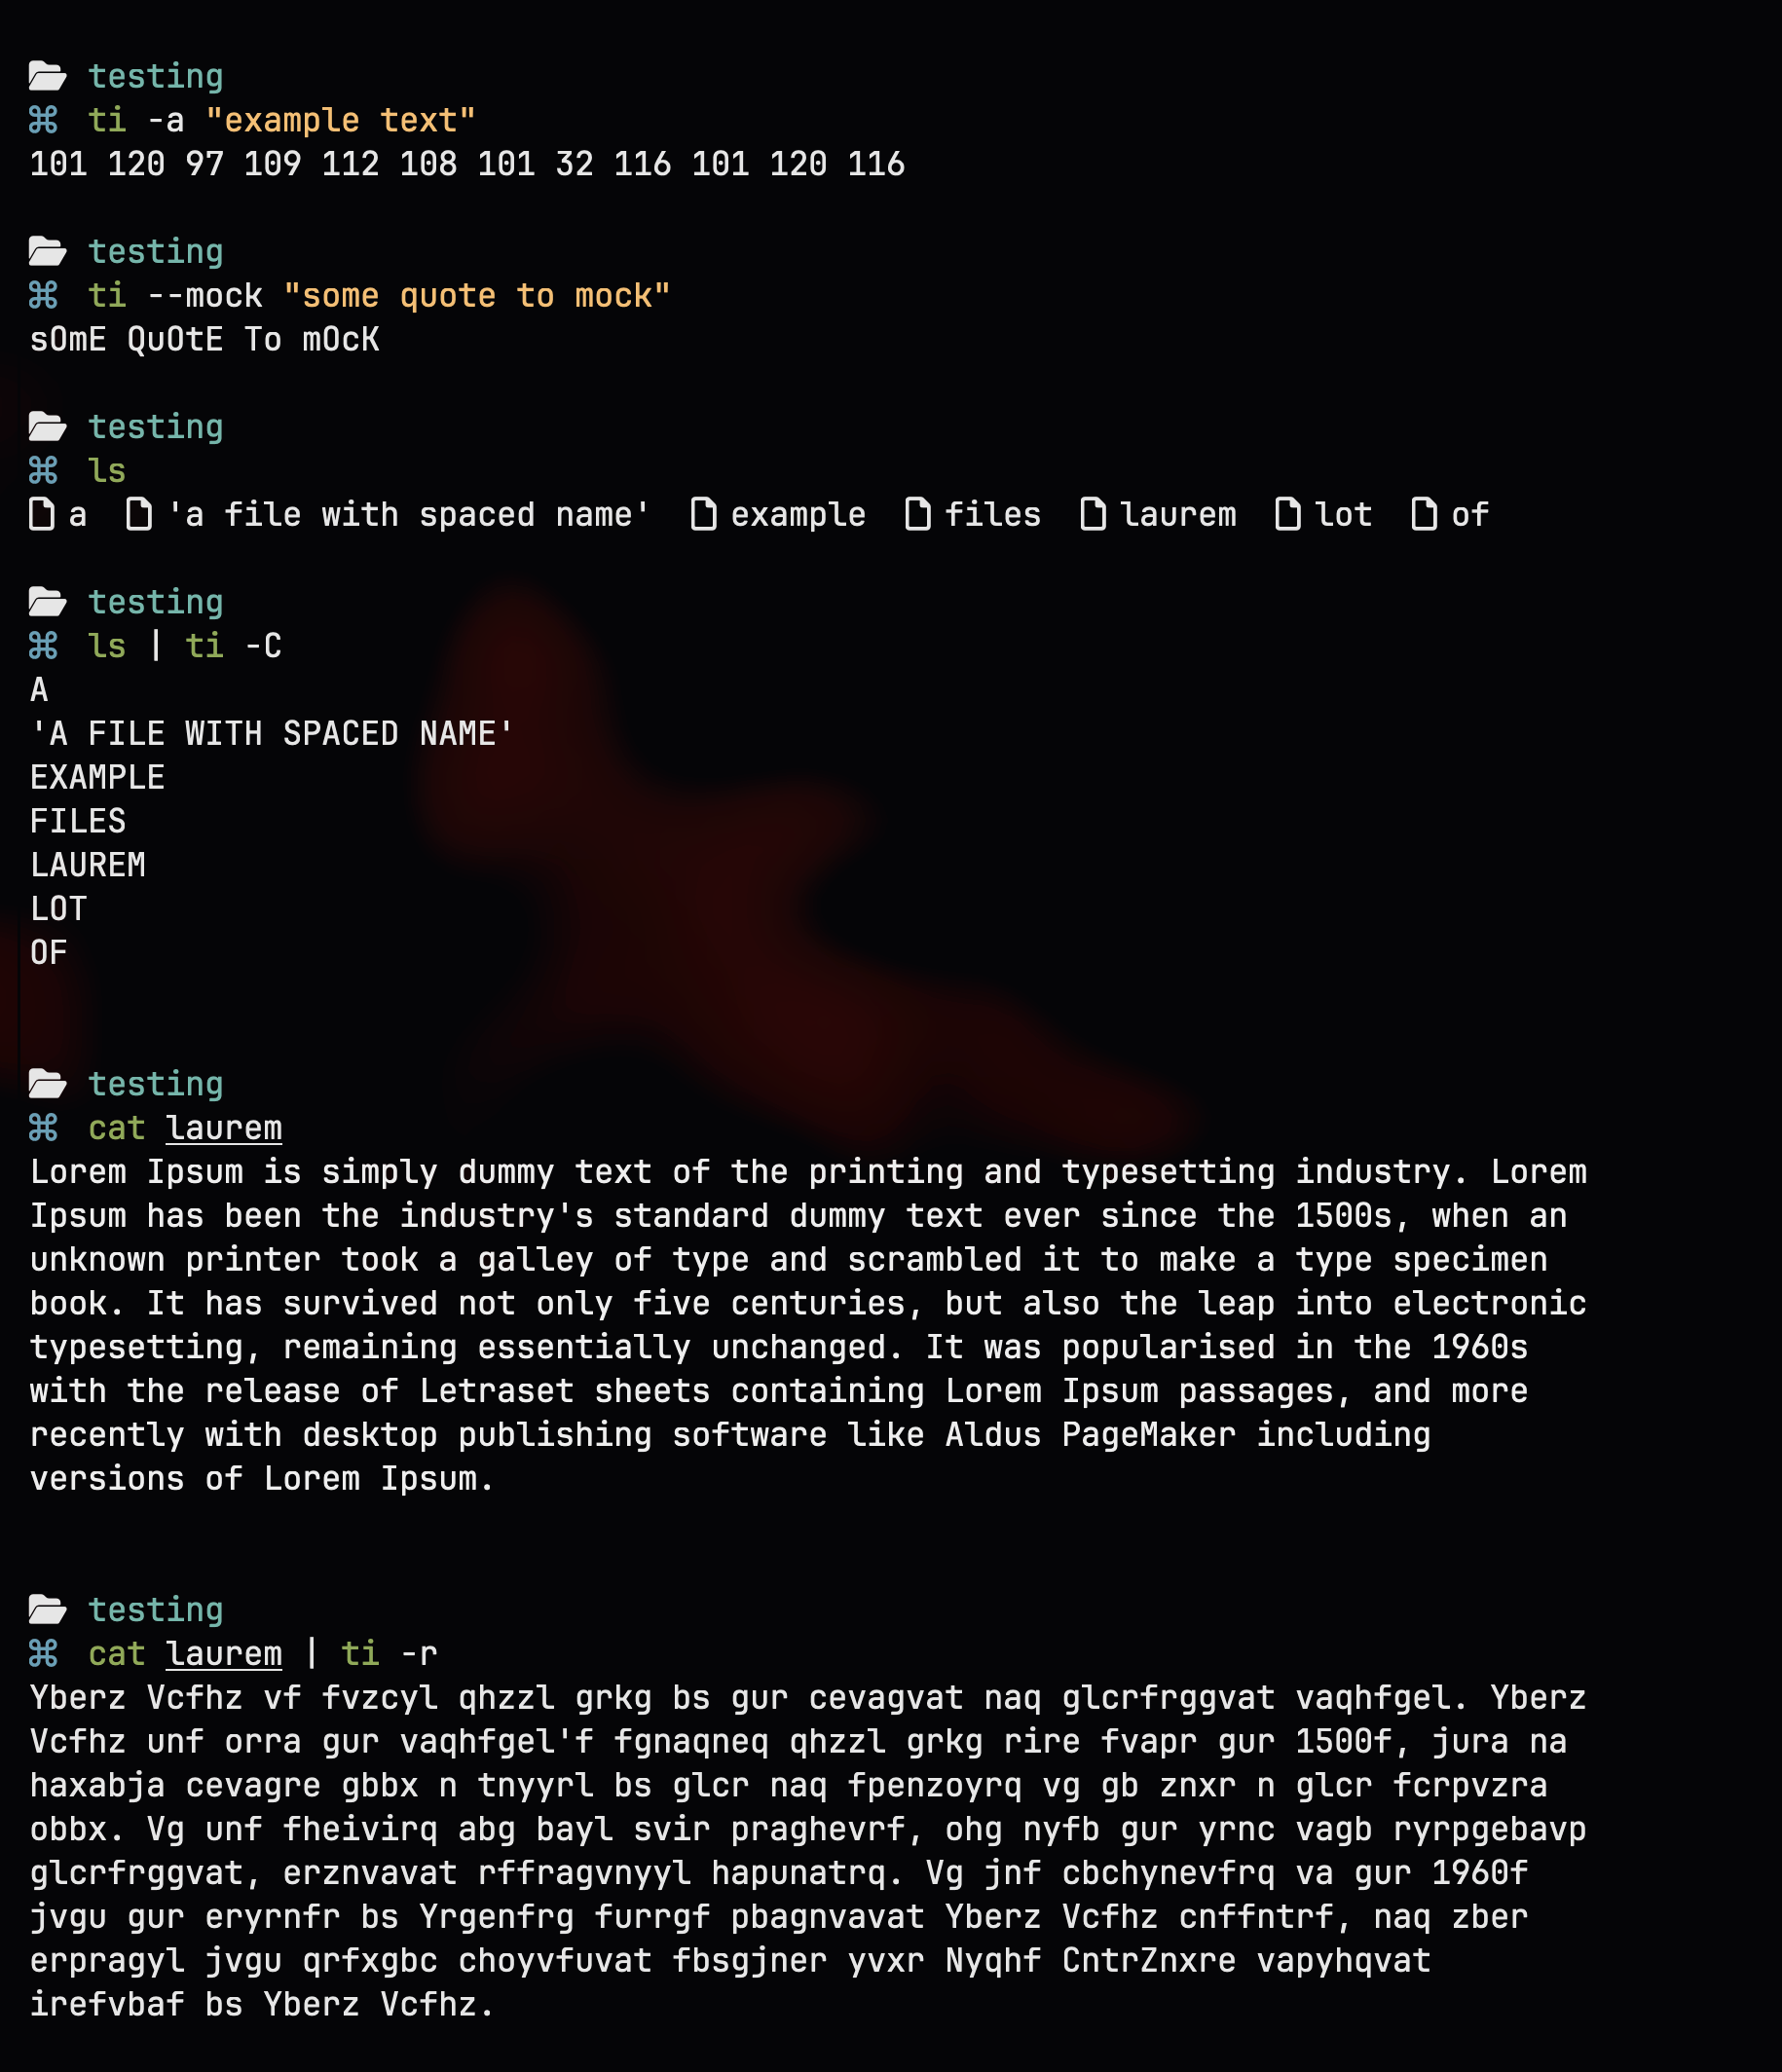 testing
⌘ ti -a "example text"
101 120 97 109 112 108 101 32 116 101 120 116
testing
⌘ ti --mock "some quote to mock"
sOmE QuOtE To mOcK
testing
⌘ ls
a 'a file with spaced name' example files laurem lot of
testing
⌘ ls | ti -C
A
'A FILE WITH SPACED NAME'
EXAMPLE
FILES
LAUREM
LOT
OF
testing
⌘ cat laurem
Lorem Ipsum is simply dummy text of the printing and typesetting industry. Lorem
Ipsum has been the industry's standard dummy text ever since the 1500s, when an
unknown printer took a galley of type and scrambled it to make a type specimen
book. It has survived not only five centuries, but also the leap into electronic
typesetting, remaining essentially unchanged. It was popularised in the 1960s
with the release of Letraset sheets containing Lorem Ipsum passages, and more
recently with desktop publishing software like Aldus PageMaker including
versions of Lorem Ipsum.
testing
⌘ cat laurem | ti -r
Yberz Vcfhz vf fvzcyl qhzzl grkg bs gur cevagvat naq glcrfrggvat vaqhfgel. Yberz
Vcfhz unf orra gur vaqhfgel'f fgnaqneq qhzzl grkg rire fvapr gur 1500f, jura na
haxabja cevagre gbbx n tnyyrl bs glcr naq fpenzoyrq vg gb znxr n glcr fcrpvzra
obbx. Vg unf fheivirq abg bayl svir praghevrf, ohg nyfb gur yrnc vagb ryrpgebavp
glcrfrggvat, erznvavat rffragvnyyl hapunatrq. Vg jnf cbchynevfrq va gur 1960f
jvgu gur eryrnfr bs Yrgenfrg furrgf pbagnvavat Yberz Vcfhz cnffntrf, naq zber
erpragyl jvgu qrfxgbc choyvfuvat fbsgjner yvxr Nyqhf CntrZnxre vapyhqvat
irefvbaf bs Yberz Vcfhz.